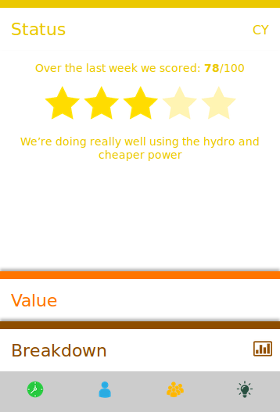 Status
CY
Over the last week we scored: 78/100
We're doing really well using the hydro and
cheaper power
Value
Breakdown